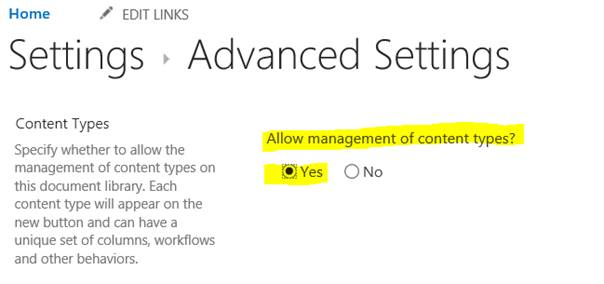 Home EDIT LINKS
Settings ▸ Advanced Settings
Content Types
Specify whether to allow the
management of content types on
this document library. Each
content type will appear on the
new button and can have a
unique set of columns, workflows
and other behaviors.
Allow management of content types?
Yes No